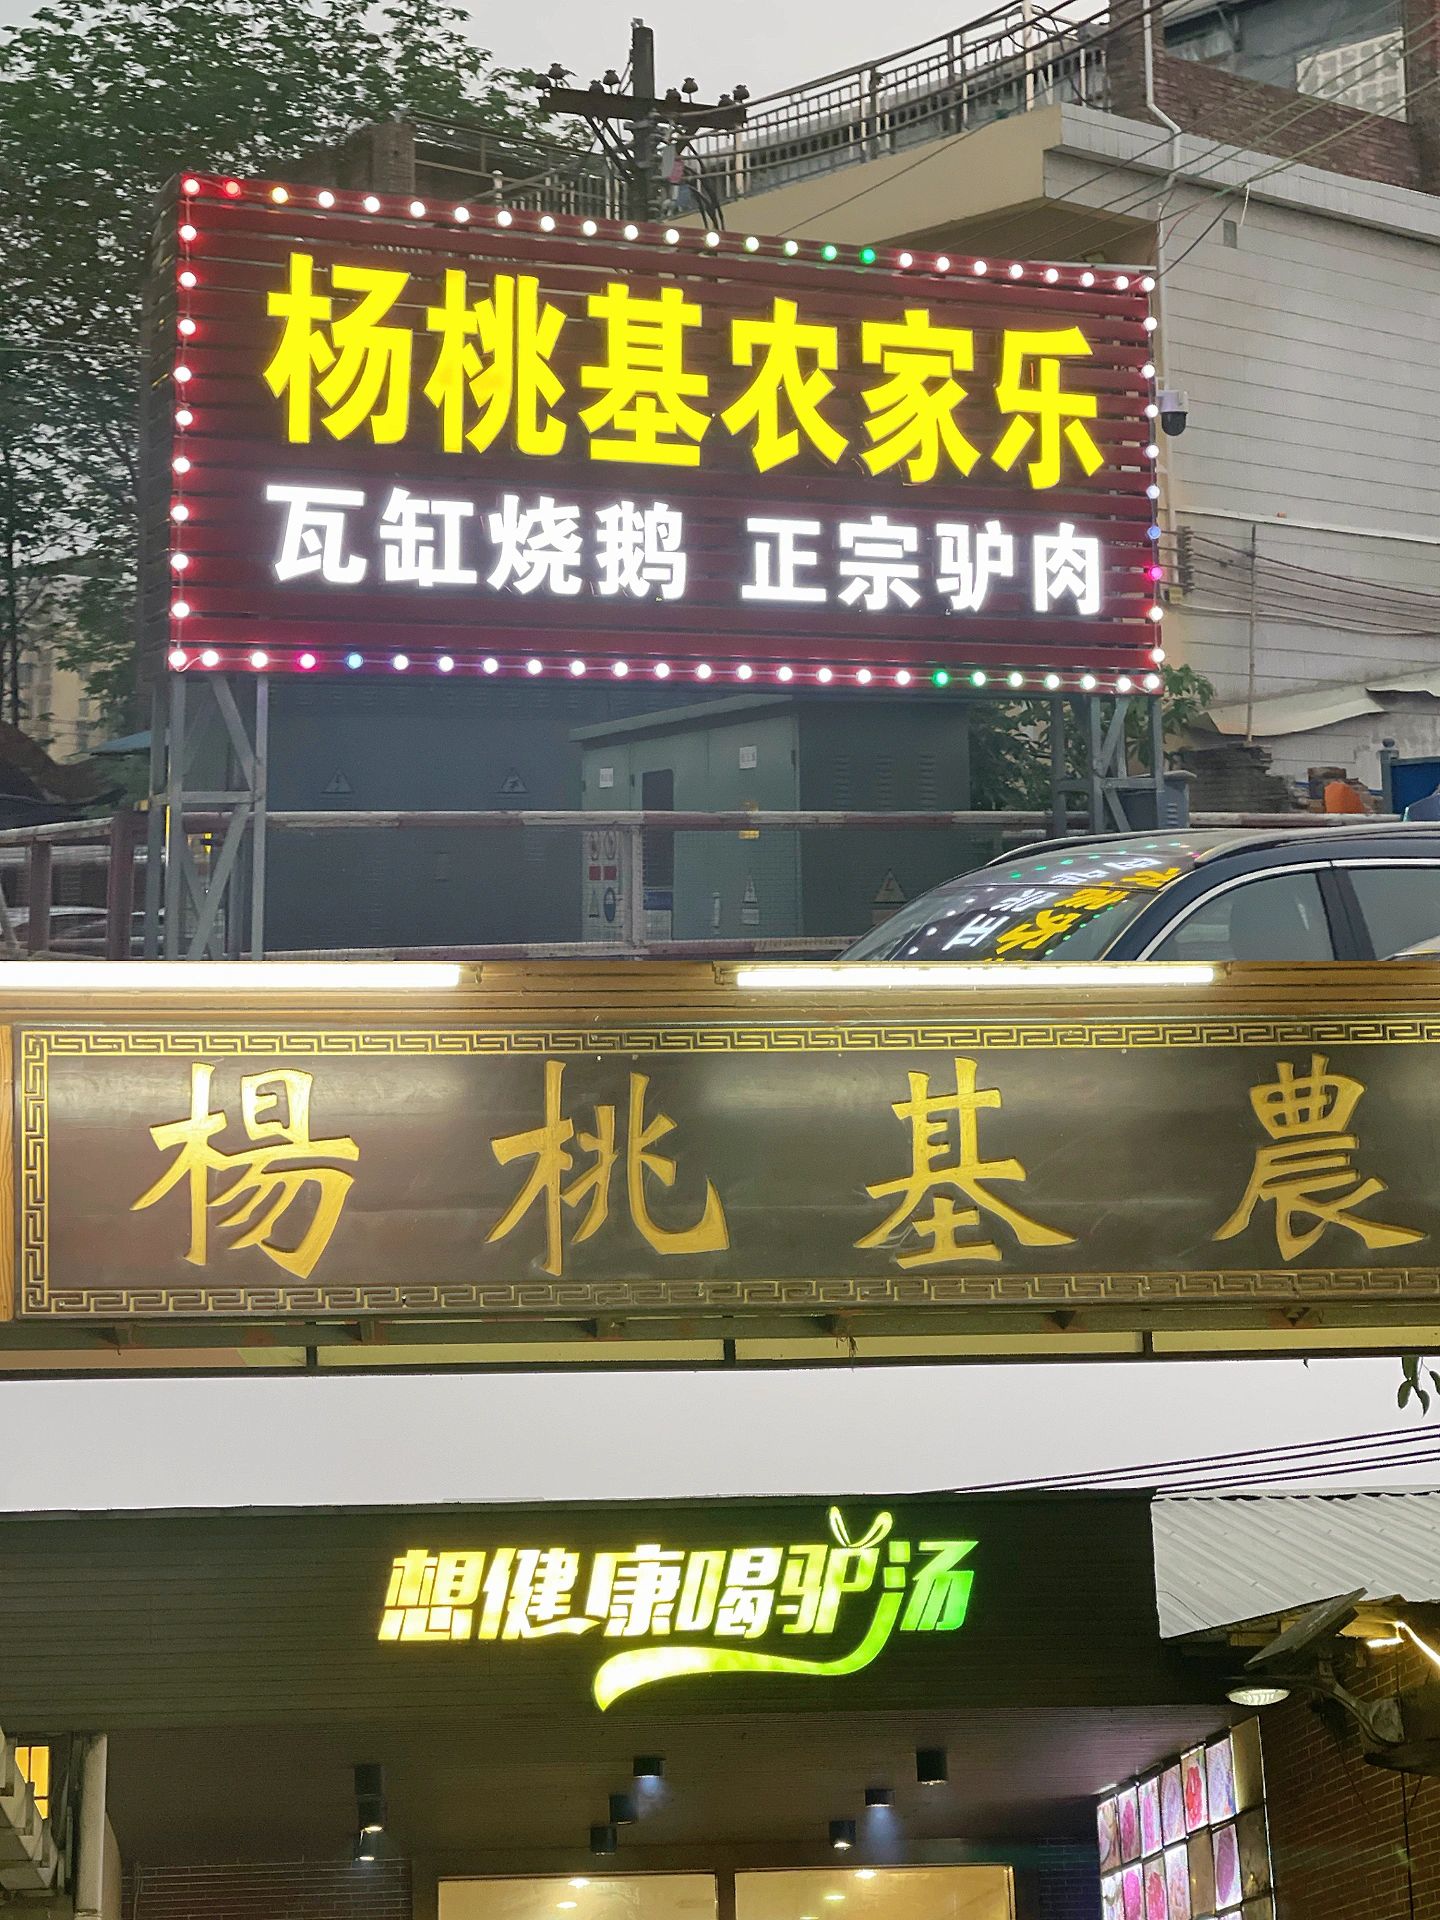 杨桃基农家乐
瓦缸烧鹅 正宗驴肉
楊桃基農
想健康喝驴汤